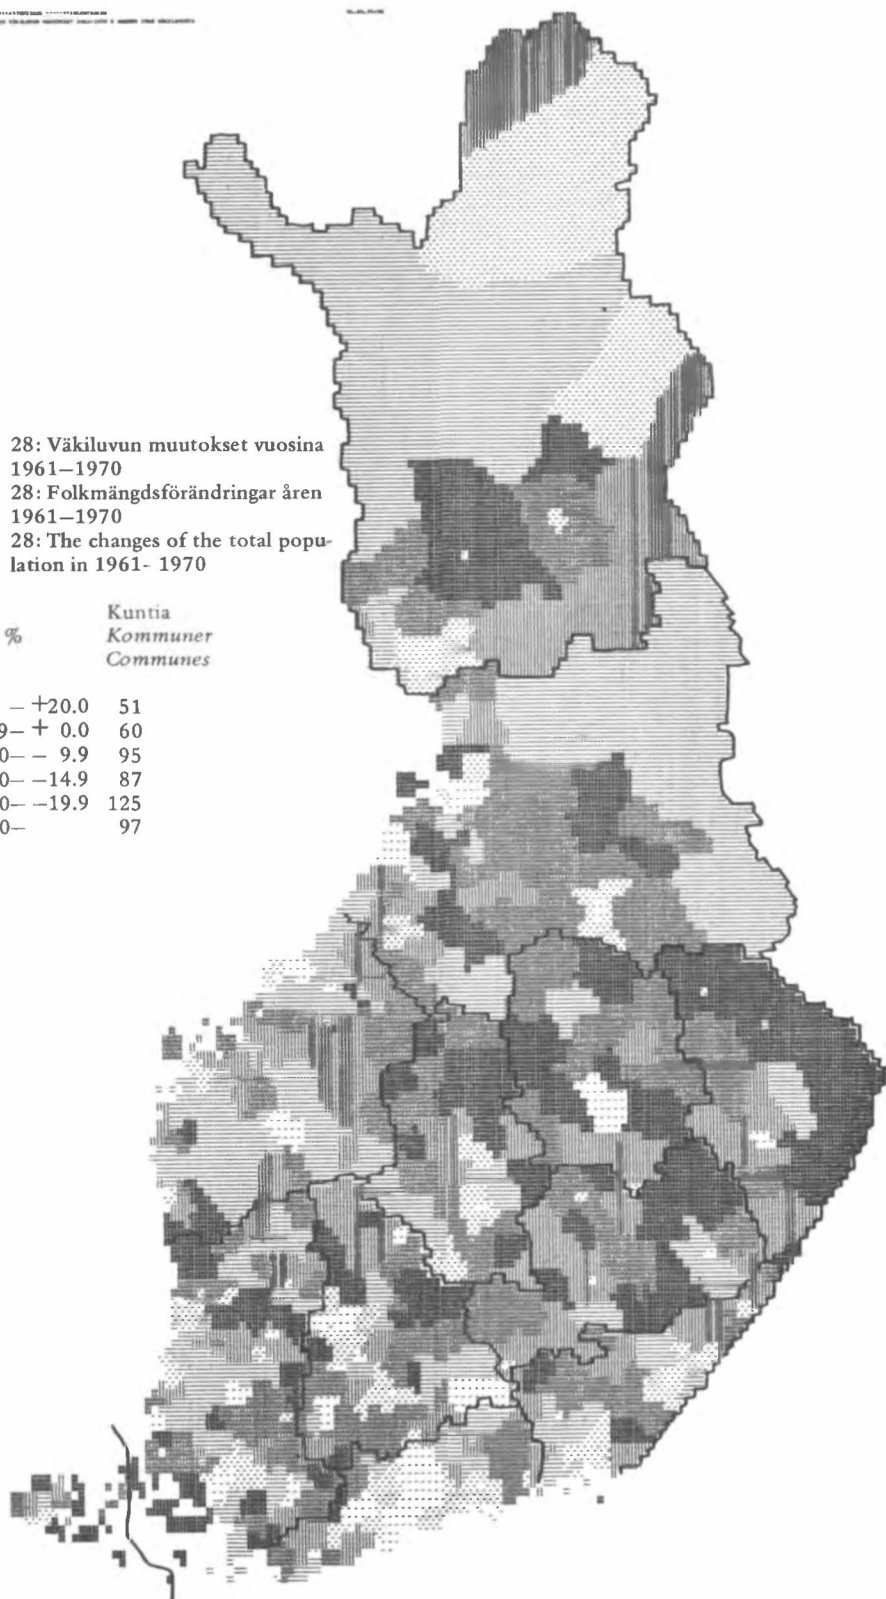 28: Väkiluvun muutokset vuosina
1961–1970
28: Folkmängdsförändringar åren
1961–1970
28: The changes of the total popu-
lation in 1961- 1970
Kuntia
% Kommuner
Communes
– +20.0 51
9– + 0.0 60
0– – 9.9 95
0– –14.9 87
0– –19.9 125
0– 97